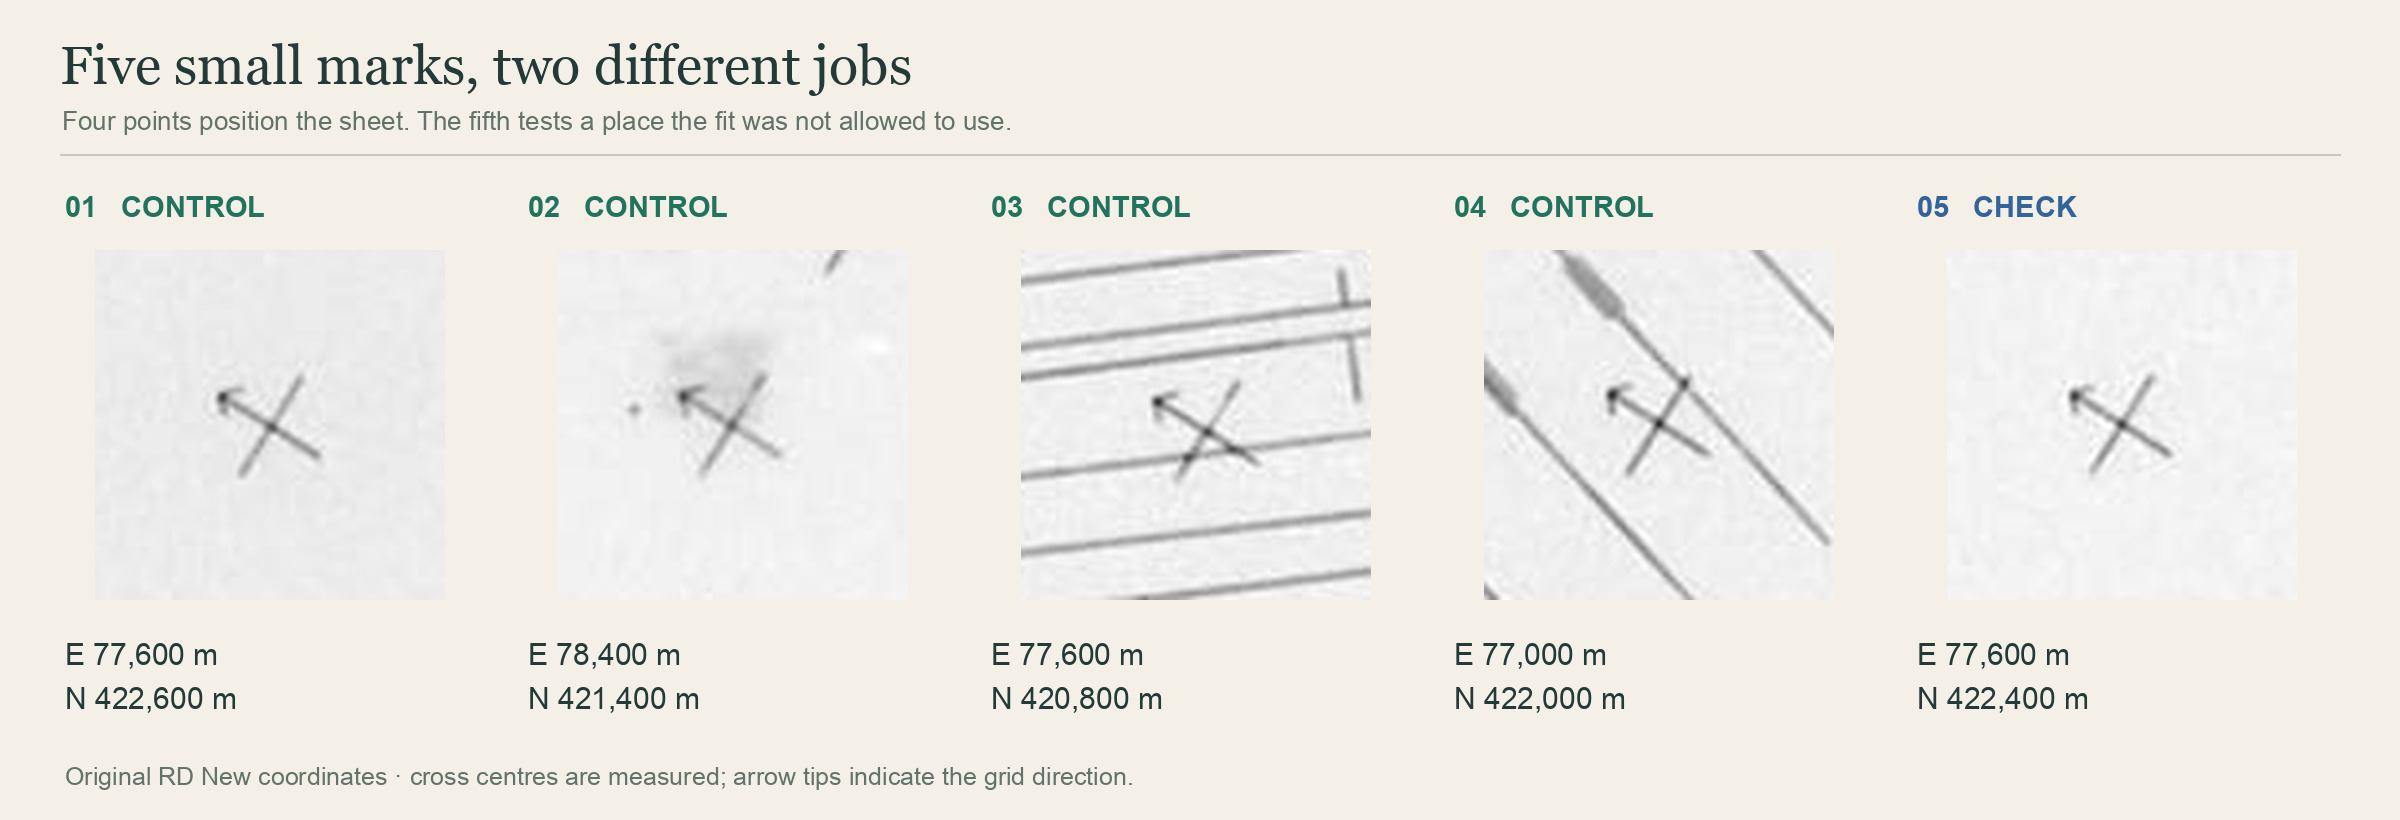 Five small marks, two different jobs
Four points position the sheet. The fifth tests a place the fit was not allowed to use.
01 CONTROL
E 77,600 m
N 422,600 m
02 CONTROL
E 78,400 m
N 421,400 m
03 CONTROL
E 77,600 m
N 420,800 m
04 CONTROL
E 77,000 m
N 422,000 m
05 CHECK
E 77,600 m
N 422,400 m
Original RD New coordinates · cross centres are measured; arrow tips indicate the grid direction.